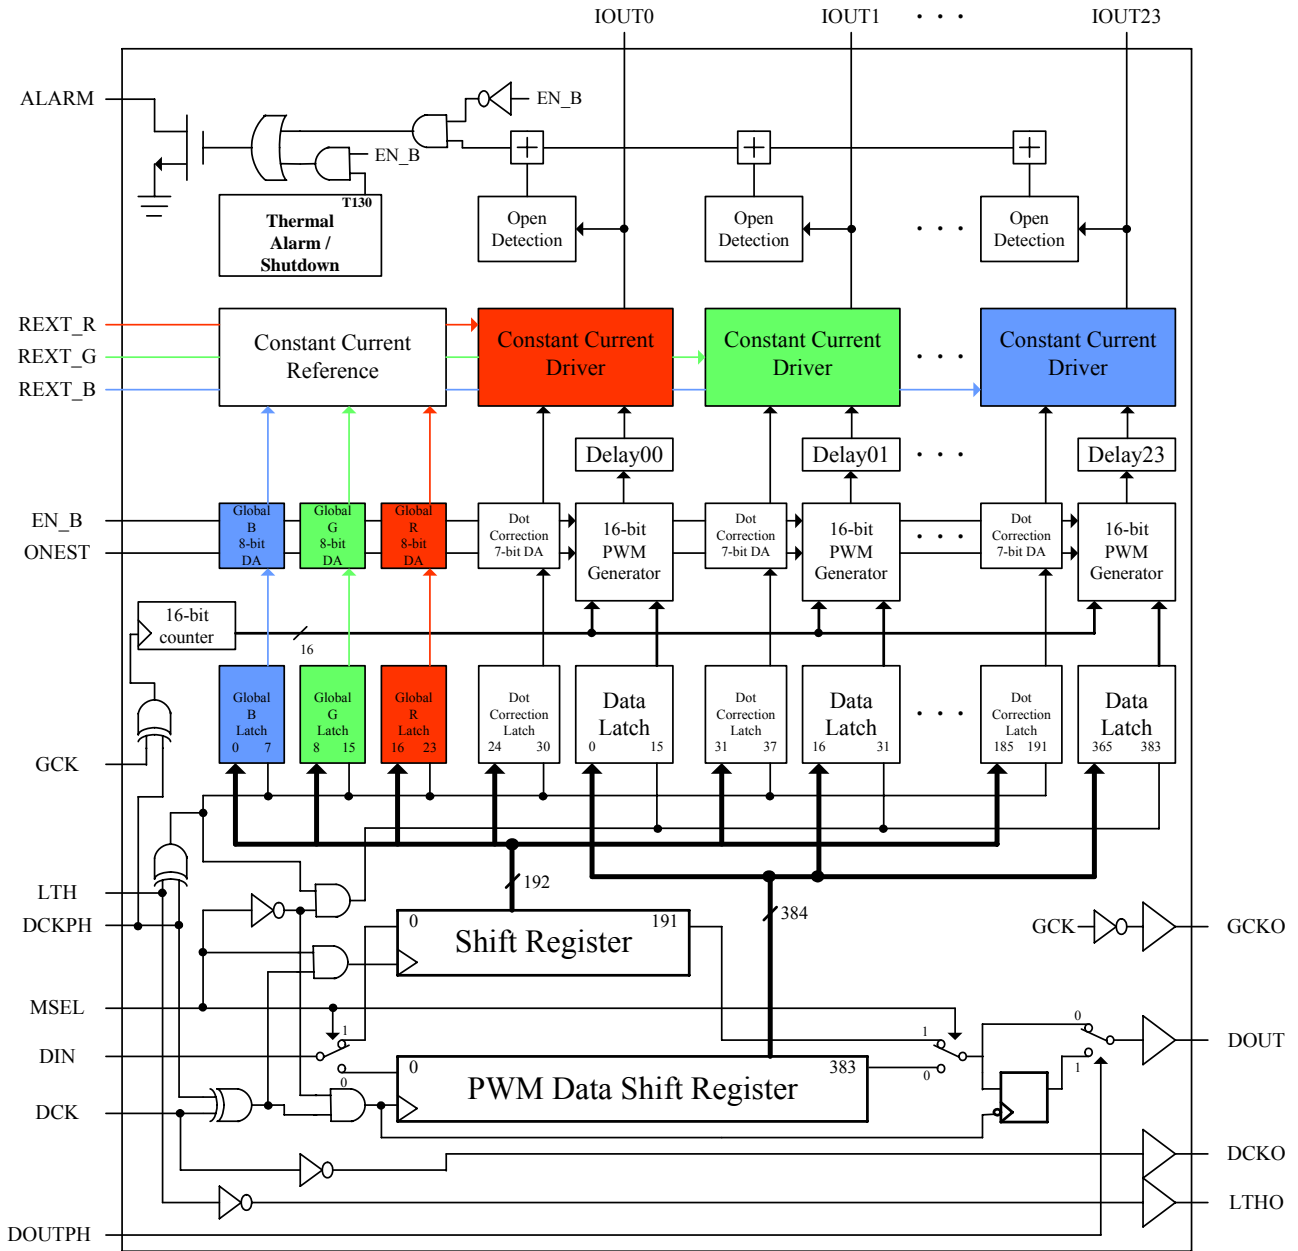 IOUT0 IOUT1 · · · IOUT23
ALARM
EN_B
EN_B
+ + +
T130
Thermal
Alarm /
Shutdown
Open
Detection
Open
Detection
· · ·
Open
Detection
REXT_R
REXT_G
REXT_B
Constant Current
Reference
Constant Current
Driver
Constant Current
Driver
· · ·
Constant Current
Driver
Delay00 Delay01 · · · Delay23
EN_B
ONEST
Global
B
8-bit
DA
Global
G
8-bit
DA
Global
R
8-bit
DA
Dot
Correction
7-bit DA
16-bit
PWM
Generator
Dot
Correction
7-bit DA
16-bit
PWM
Generator
· · ·
Dot
Correction
7-bit DA
16-bit
PWM
Generator
16-bit
counter
16
Global
B
Latch
0 7
Global
G
Latch
8 15
Global
R
Latch
16 23
Dot
Correction
Latch
24 30
Data
Latch
0 15
Dot
Correction
Latch
31 37
Data
Latch
16 31
· · ·
Dot
Correction
Latch
185 191
Data
Latch
365 383
GCK
LTH
DCKPH
192
384
0 191
Shift Register
GCK
GCKO
MSEL
DIN
1
0
0 383
PWM Data Shift Register
1
0
0
1
DOUT
DCK
DCKO
LTHO
DOUTPH